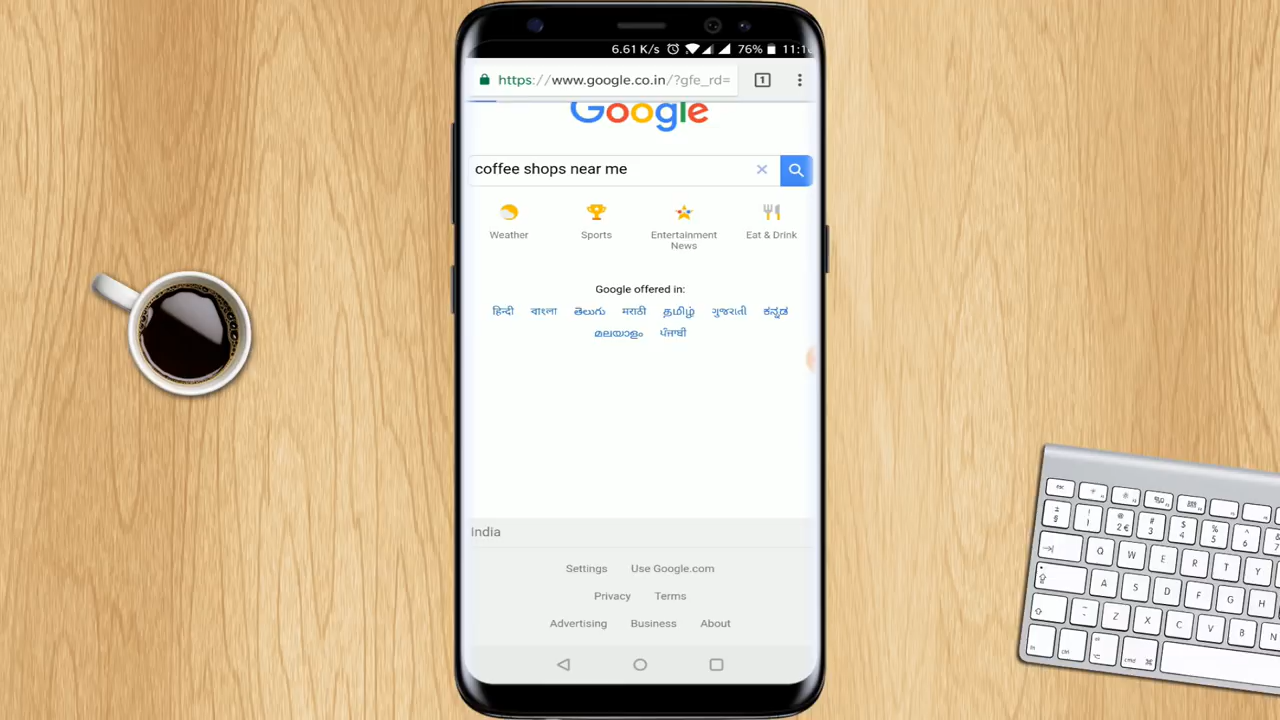 6.61 K/s 76% 11:1
https://www.google.co.in/?gfe_rd= 1
Google
coffee shops near me
Weather Sports Entertainment News Eat & Drink
Google offered in:
हिन्दी বাংলা తెలుగు मराठी தமிழ் ગુજરાતી ಕನ್ನಡ
മലയാളം ਪੰਜਾਬੀ
India
Settings Use Google.com
Privacy Terms
Advertising Business About
esc
Q W E R T Y
A S D F G H
Z X C V B N
cmd